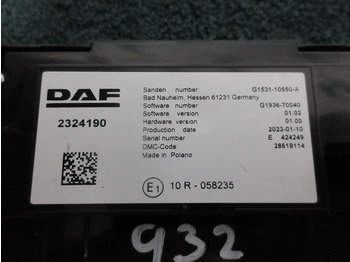 DAF
2324190
Sanden number G1531-10550-A
Bad Nauheim, Hessen 61231 Germany
Software number G1936-70040
Software version 01.02
Hardware version 01.00
Production date 2023-01-10
Serial number E 424249
DMC-Code 28619114
Made in Poland
E1 10 R - 058235
932